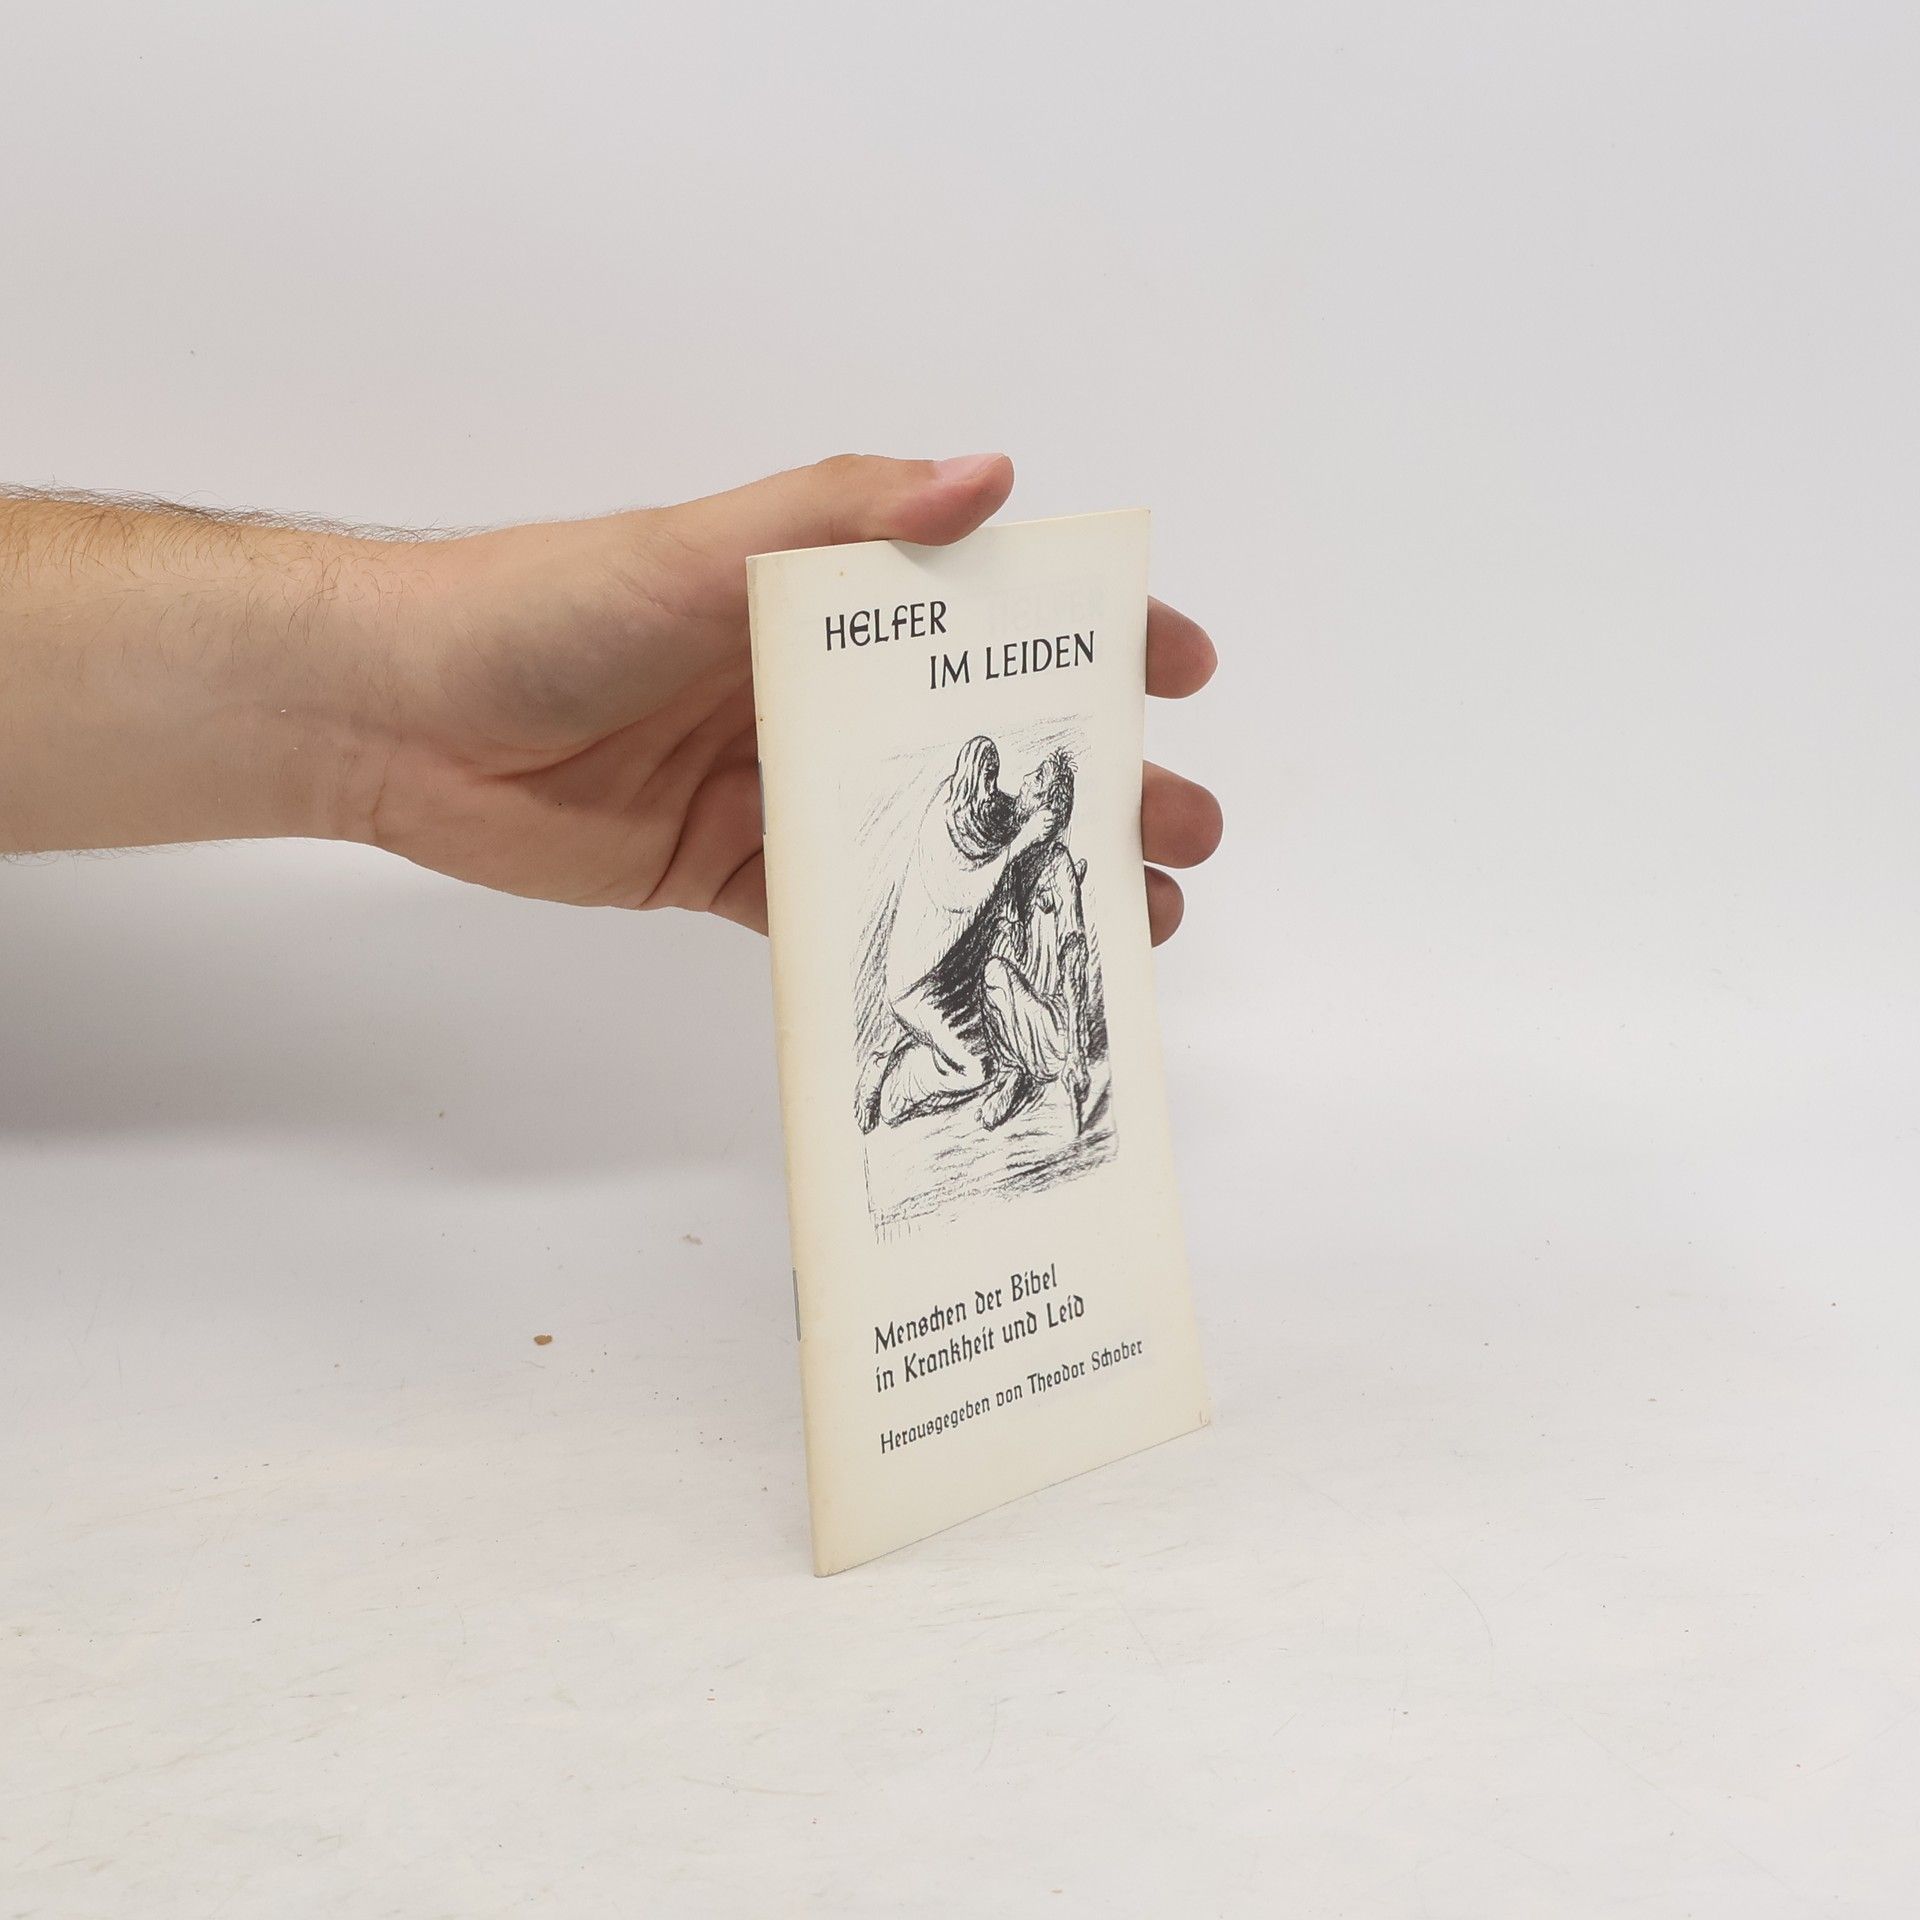 HELFER
IM LEIDEN
Menschen der Bibel
in Krankheit und Leid
Herausgegeben von Theodor Schober